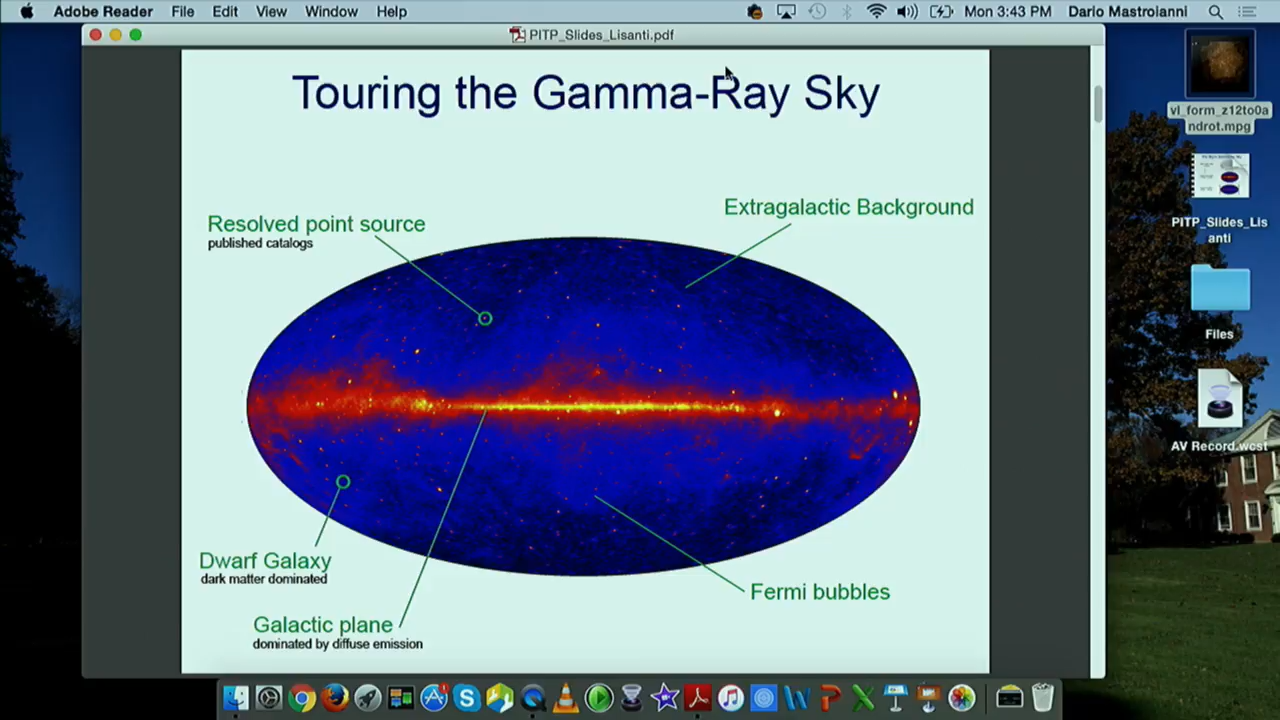 Adobe Reader File Edit View Window Help Mon 3:43 PM Dario Mastroianni
PITP_Slides_Lisanti.pdf
Touring the Gamma-Ray Sky
Extragalactic Background
Resolved point source
published catalogs
Dwarf Galaxy
dark matter dominated
Fermi bubbles
Galactic plane
dominated by diffuse emission
vl_form_z12to0a
ndrot.mpg
PITP_Slides_Lis
anti
Files
AV Record.wcst